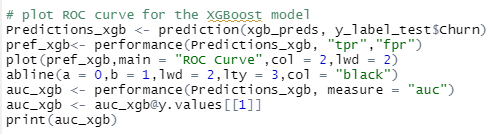 # plot ROC curve for the XGBoost model
Predictions_xgb <- prediction(xgb_preds, y_label_test$Churn)
pref_xgb<- performance(Predictions_xgb, "tpr","fpr")
plot(pref_xgb,main = "ROC Curve",col = 2,lwd = 2)
abline(a = 0,b = 1,lwd = 2,lty = 3,col = "black")
auc_xgb <- performance(Predictions_xgb, measure = "auc")
auc_xgb <- auc_xgb@y.values[[1]]
print(auc_xgb)